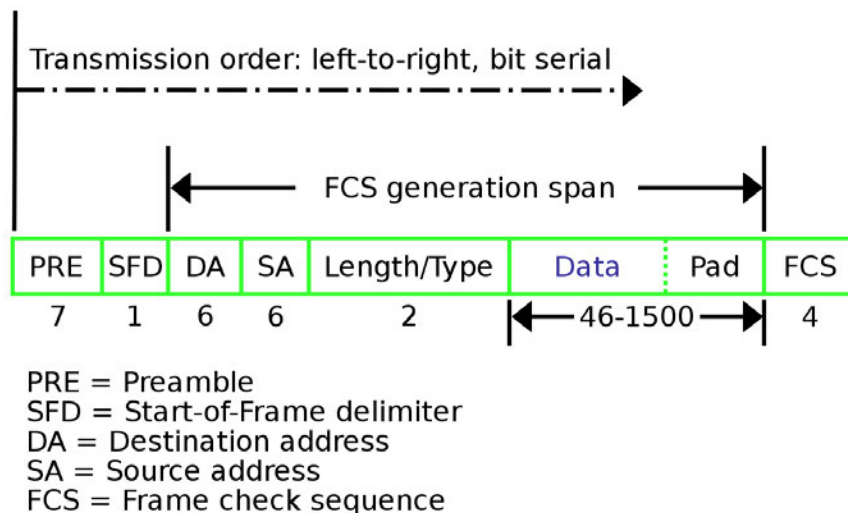 Transmission order: left-to-right, bit serial
FCS generation span
PRE SFD DA SA Length/Type Data Pad FCS
7 1 6 6 2 46-1500 4
PRE = Preamble
SFD = Start-of-Frame delimiter
DA = Destination address
SA = Source address
FCS = Frame check sequence